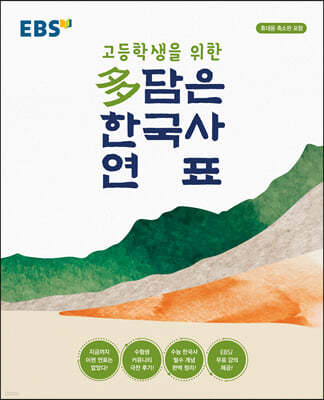 EBS
휴대용 축소판 포함
고등학생을 위한
多담은
한국사
연표
지금까지
이런 연표는
없었다!
수험생
커뮤니티
극찬 후기!
수능 한국사
필수 개념
완벽 정리!
EBSi
무료 강의
제공!